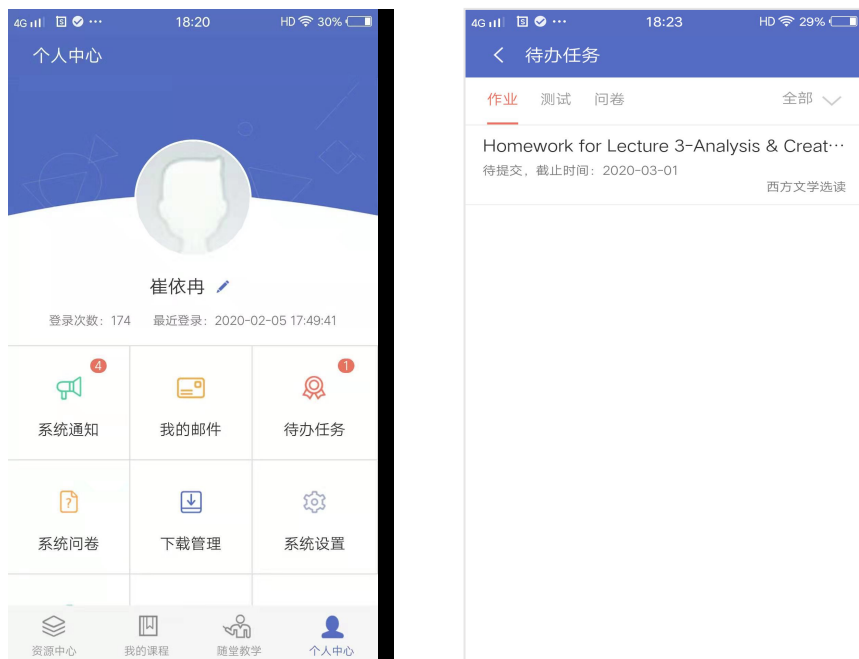 4G 18:20 HD 30%
个人中心
崔依冉
登录次数：174 最近登录：2020-02-05 17:49:41
4
1
系统通知 我的邮件 待办任务
?
系统问卷 下载管理 系统设置
资源中心 我的课程 随堂教学 个人中心
4G 18:23 HD 29%
待办任务
作业 测试 问卷 全部
Homework for Lecture 3-Analysis & Creat···
待提交，截止时间：2020-03-01
西方文学选读